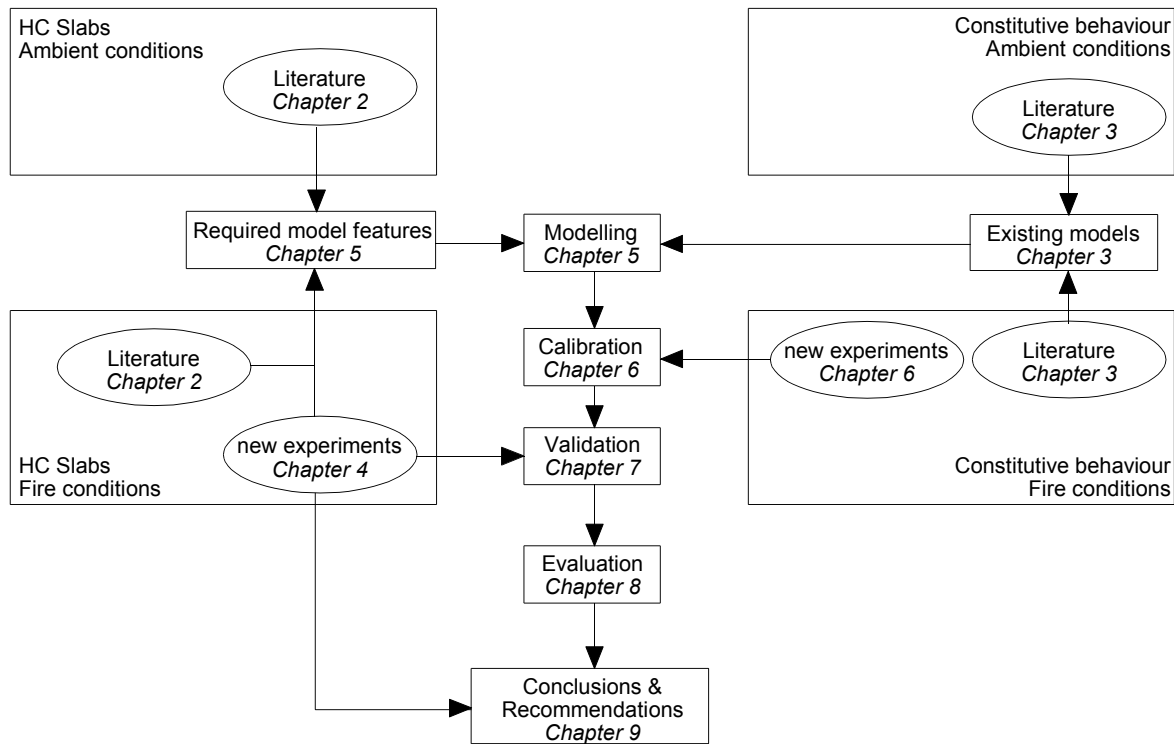 HC Slabs
Ambient conditions
Literature
Chapter 2
Constitutive behaviour
Ambient conditions
Literature
Chapter 3
Required model features
Chapter 5
Modelling
Chapter 5
Existing models
Chapter 3
Literature
Chapter 2
new experiments
Chapter 4
HC Slabs
Fire conditions
Calibration
Chapter 6
new experiments
Chapter 6
Literature
Chapter 3
Constitutive behaviour
Fire conditions
Validation
Chapter 7
Evaluation
Chapter 8
Conclusions &
Recommendations
Chapter 9